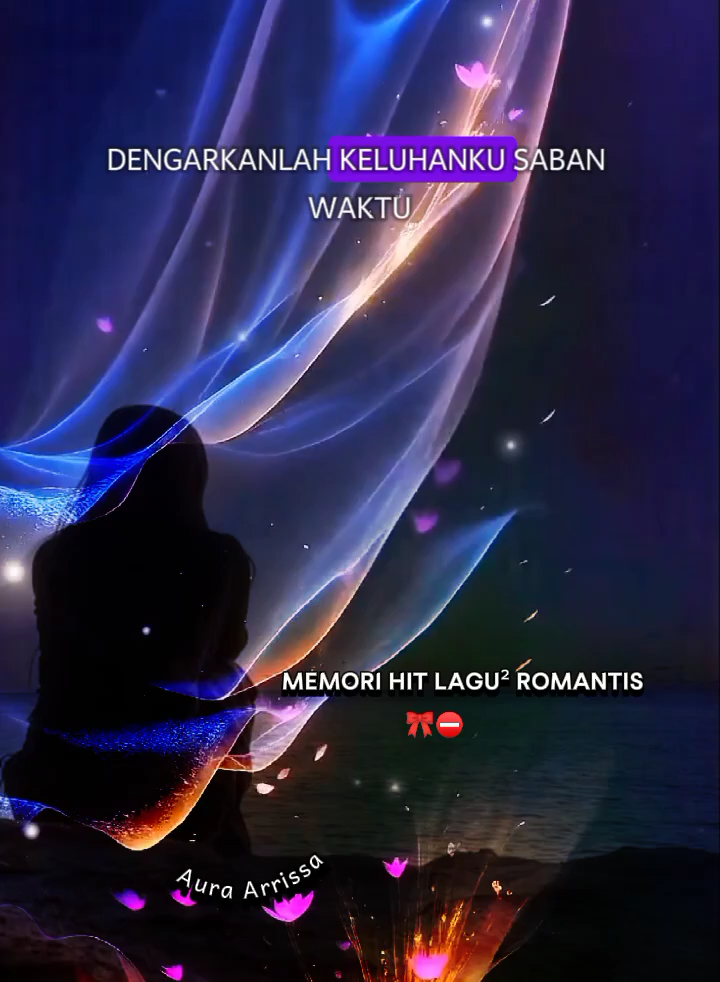 DENGARKANLAH KELUHANKU SABAN
WAKTU
MEMORI HIT LAGU² ROMANTIS
🎀⛔
Aura Arrissa